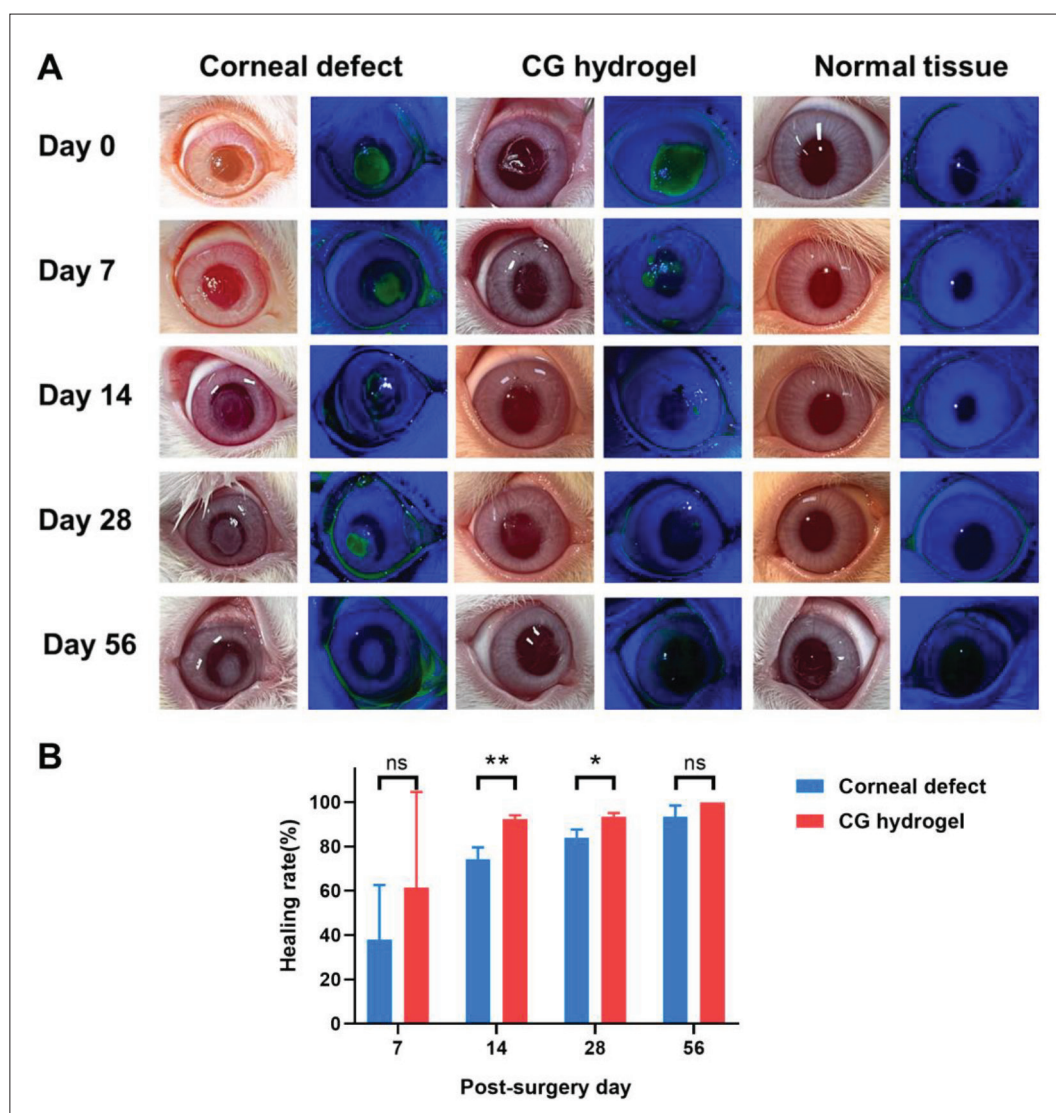 A
Corneal defect CG hydrogel Normal tissue
Day 0
Day 7
Day 14
Day 28
Day 56
B
ns ** * ns
Corneal defect
CG hydrogel
Healing rate(%)
100
80
60
40
20
0
7 14 28 56
Post-surgery day